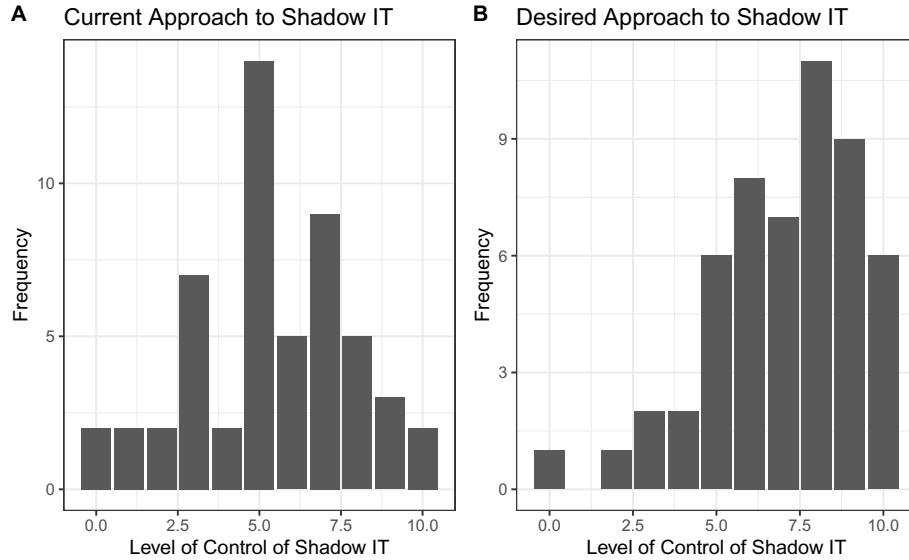 A Current Approach to Shadow IT
10
5
0
Frequency
0.0 2.5 5.0 7.5 10.0
Level of Control of Shadow IT
B Desired Approach to Shadow IT
9
6
3
0
Frequency
0.0 2.5 5.0 7.5 10.0
Level of Control of Shadow IT